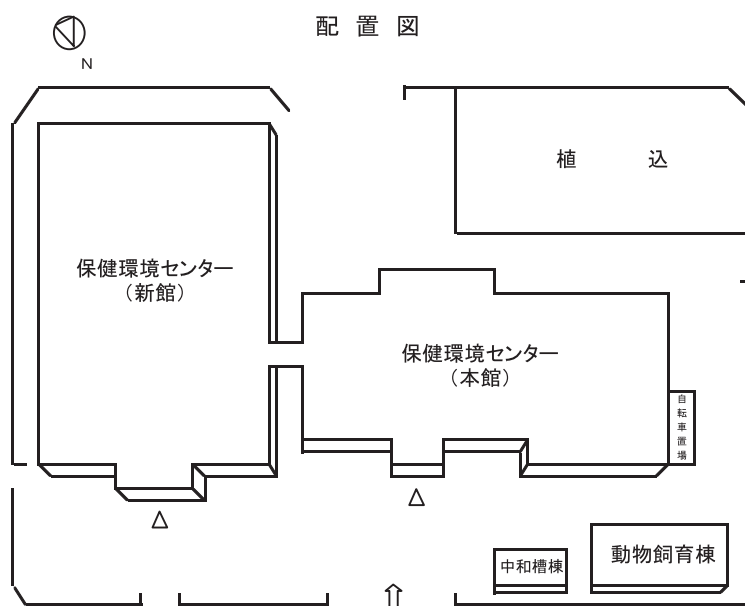 配置図
N
植込
保健環境センター
（新館）
保健環境センター
（本館）
自転車置場
中和槽棟
動物飼育棟